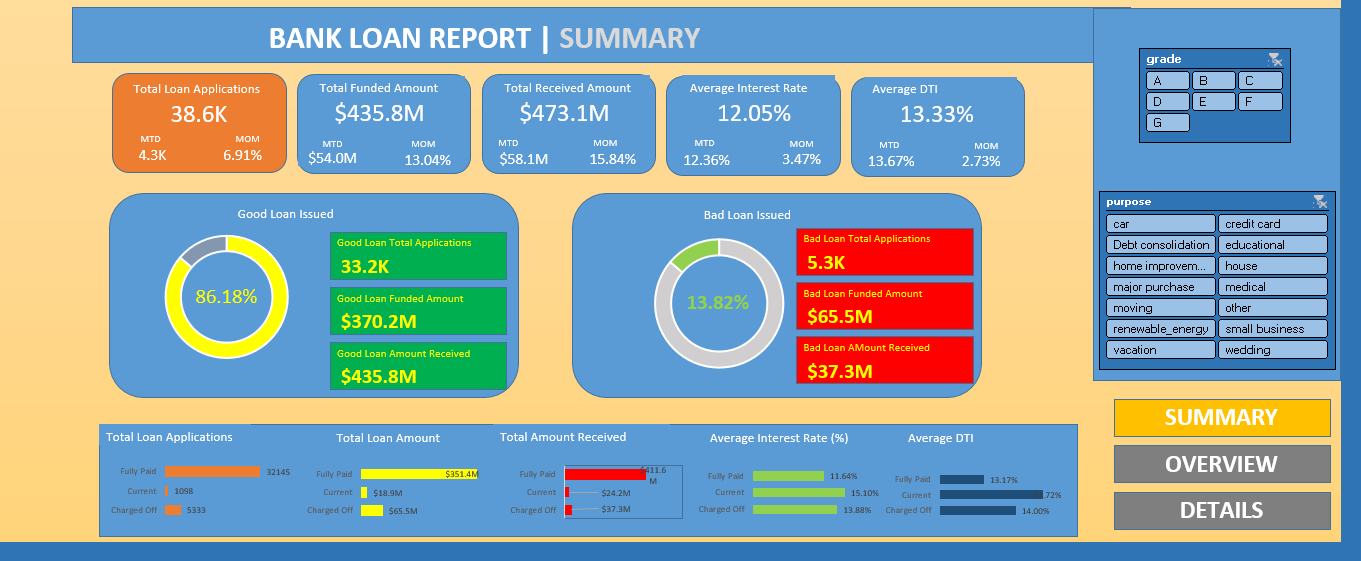 BANK LOAN REPORT | SUMMARY
grade
A B C
D E F
G
Total Loan Applications
38.6K
MTD MOM
4.3K 6.91%
Total Funded Amount
$435.8M
MTD MOM
$54.0M 13.04%
Total Received Amount
$473.1M
MTD MOM
$58.1M 15.84%
Average Interest Rate
12.05%
MTD MOM
12.36% 3.47%
Average DTI
13.33%
MTD MOM
13.67% 2.73%
purpose
car credit card
Debt consolidation educational
home improvem... house
major purchase medical
moving other
renewable_energy small business
vacation wedding
Good Loan Issued
86.18%
Good Loan Total Applications
33.2K
Good Loan Funded Amount
$370.2M
Good Loan Amount Received
$435.8M
Bad Loan Issued
13.82%
Bad Loan Total Applications
5.3K
Bad Loan Funded Amount
$65.5M
Bad Loan AMount Received
$37.3M
SUMMARY
OVERVIEW
DETAILS
Total Loan Applications
Fully Paid 32145
Current 1098
Charged Off 5333
Total Loan Amount
Fully Paid $351.4M
Current $18.9M
Charged Off $65.5M
Total Amount Received
Fully Paid $411.6
M
Current $24.2M
Charged Off $37.3M
Average Interest Rate (%)
Fully Paid 11.64%
Current 15.10%
Charged Off 13.88%
Average DTI
Fully Paid 13.17%
Current .72%
Charged Off 14.00%